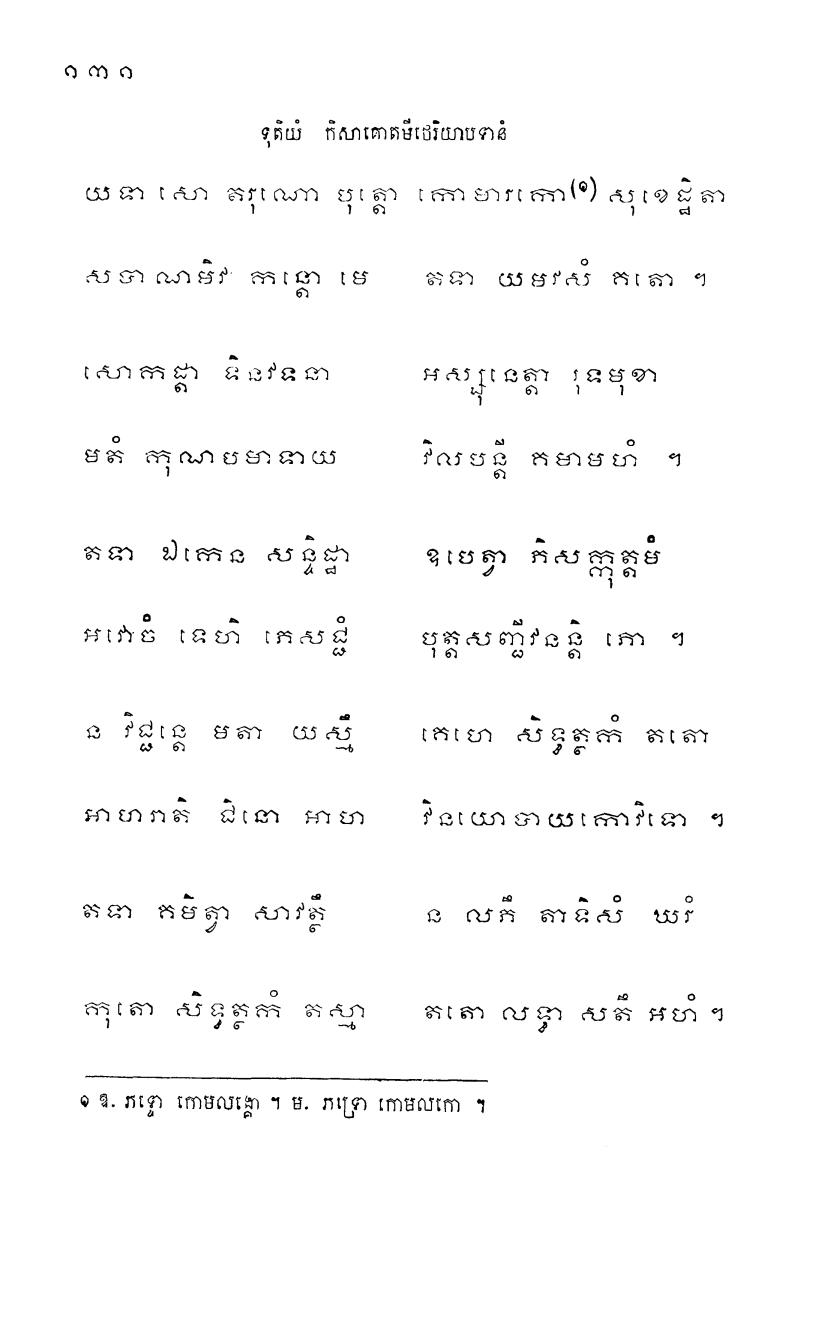 ១៣១
ទុតិយំ កិសាគោតមីថេរិយាបទានំ
យទា សោ តរុណោ បុត្តោ កោមារកោ(១) សុខេដ្ឋិតា
សបាណមិវ កន្តោ មេ តទា យមវសំ គតោ ។
សោកដ្តា ទិនវទនា អស្សុនេត្តា រុទមុខា
មតំ កុណបមាទាយ វិលបន្តី គមាមហំ ។
តទា ឯកេន សន្ទិដ្ឋា ឧបេត្វា ភិសក្កុត្តមំ
អវោចំ ទេហិ ភេសជ្ជំ បុត្តសញ្ជីវនន្តិ ភោ ។
ន វិជ្ជន្តេ មតា យស្មឹ គេហេ សិទ្ធត្ថកំ តតោ
អាហរាតិ ជិនោ អាហ វិនយោបាយកោវិទោ ។
តទា គមិត្វា សាវត្ថឹ ន លភឹ តាទិសំ ឃរំ
កុតោ សិទ្ធត្ថកំ តស្មា តតោ លទ្ធា សតឹ អហំ ។
១ ឱ. ភទ្ទោ កោមលង្គោ ។ ម. ភទ្រោ កោមលកោ ។